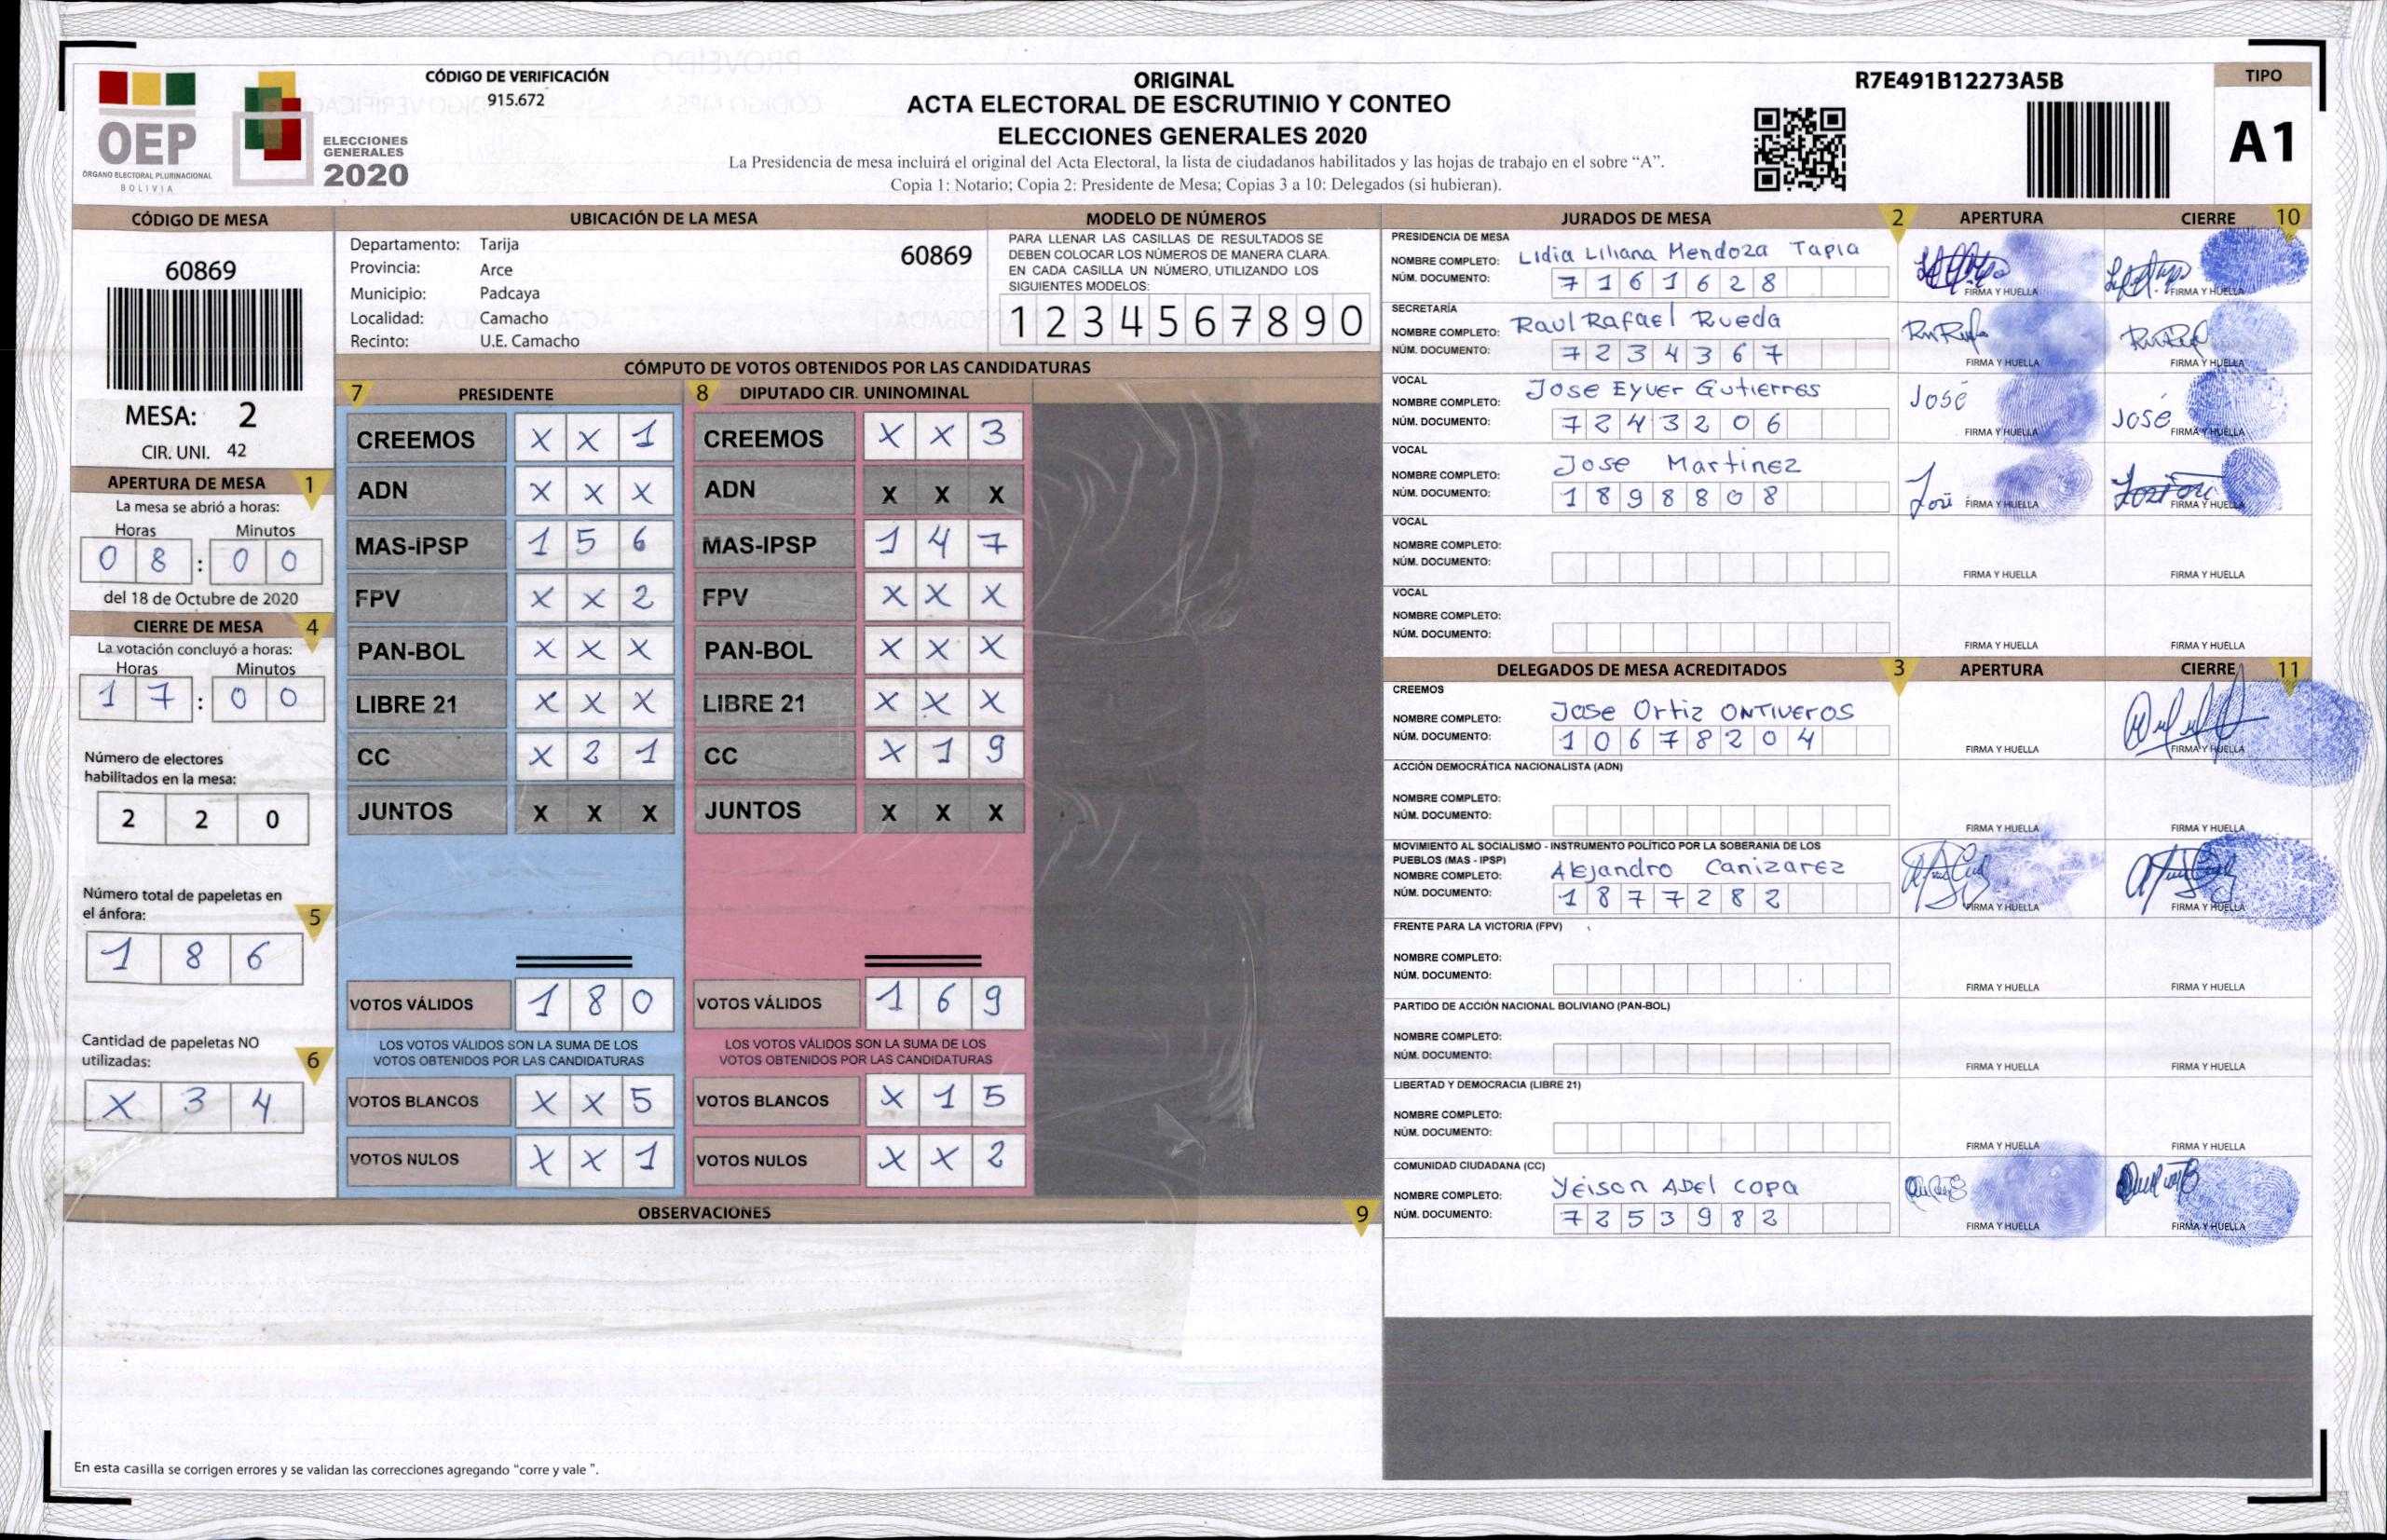 CÓDIGO DE VERIFICACIÓN
915.672
OEP
ÓRGANO ELECTORAL PLURINACIONAL
BOLIVIA
ELECCIONES
GENERALES
2020
ORIGINAL
ACTA ELECTORAL DE ESCRUTINIO Y CONTEO
ELECCIONES GENERALES 2020
La Presidencia de mesa incluirá el original del Acta Electoral, la lista de ciudadanos habilitados y las hojas de trabajo en el sobre “A”.
Copia 1: Notario; Copia 2: Presidente de Mesa; Copias 3 a 10: Delegados (si hubieran).
R7E491B12273A5B
TIPO
A1
CÓDIGO DE MESA
60869
MESA: 2
CIR. UNI. 42
APERTURA DE MESA 1
La mesa se abrió a horas:
Horas Minutos
0 8 : 0 0
del 18 de Octubre de 2020
CIERRE DE MESA 4
La votación concluyó a horas:
Horas Minutos
1 7 : 0 0
Número de electores
habilitados en la mesa:
2 2 0
Número total de papeletas en
el ánfora: 5
1 8 6
Cantidad de papeletas NO
utilizadas: 6
X 3 4
UBICACIÓN DE LA MESA
Departamento: Tarija
60869
Provincia: Arce
Municipio: Padcaya
Localidad: Camacho
Recinto: U.E. Camacho
MODELO DE NÚMEROS
PARA LLENAR LAS CASILLAS DE RESULTADOS SE
DEBEN COLOCAR LOS NÚMEROS DE MANERA CLARA.
EN CADA CASILLA UN NÚMERO, UTILIZANDO LOS
SIGUIENTES MODELOS:
1 2 3 4 5 6 7 8 9 0
CÓMPUTO DE VOTOS OBTENIDOS POR LAS CANDIDATURAS
7 PRESIDENTE
CREEMOS X X 1
ADN X X X
MAS-IPSP 1 5 6
FPV X X 2
PAN-BOL X X X
LIBRE 21 X X X
CC X 2 1
JUNTOS X X X
VOTOS VÁLIDOS 1 8 0
LOS VOTOS VÁLIDOS SON LA SUMA DE LOS
VOTOS OBTENIDOS POR LAS CANDIDATURAS
VOTOS BLANCOS X X 5
VOTOS NULOS X X 1
8 DIPUTADO CIR. UNINOMINAL
CREEMOS X X 3
ADN X X X
MAS-IPSP 1 4 7
FPV X X X
PAN-BOL X X X
LIBRE 21 X X X
CC X 1 9
JUNTOS X X X
VOTOS VÁLIDOS 1 6 9
LOS VOTOS VÁLIDOS SON LA SUMA DE LOS
VOTOS OBTENIDOS POR LAS CANDIDATURAS
VOTOS BLANCOS X 1 5
VOTOS NULOS X X 2
OBSERVACIONES 9
En esta casilla se corrigen errores y se validan las correcciones agregando “corre y vale ”.
JURADOS DE MESA 2 APERTURA CIERRE 10
PRESIDENCIA DE MESA
NOMBRE COMPLETO: Lidia Liliana Mendoza Tapia
NÚM. DOCUMENTO: 7 1 6 1 6 2 8
FIRMA Y HUELLA FIRMA Y HUELLA
SECRETARÍA
NOMBRE COMPLETO: Raul Rafael Rueda
NÚM. DOCUMENTO: 7 2 3 4 3 6 7
FIRMA Y HUELLA FIRMA Y HUELLA
VOCAL
NOMBRE COMPLETO: Jose Eyver Gutierres
JOSÉ JOSÉ
NÚM. DOCUMENTO: 7 2 4 3 2 0 6
FIRMA Y HUELLA FIRMA Y HUELLA
VOCAL
NOMBRE COMPLETO: Jose Martinez
NÚM. DOCUMENTO: 1 8 9 8 8 0 8
FIRMA Y HUELLA FIRMA Y HUELLA
VOCAL
NOMBRE COMPLETO:
NÚM. DOCUMENTO:
FIRMA Y HUELLA FIRMA Y HUELLA
VOCAL
NOMBRE COMPLETO:
NÚM. DOCUMENTO:
FIRMA Y HUELLA FIRMA Y HUELLA
DELEGADOS DE MESA ACREDITADOS 3 APERTURA CIERRE 11
CREEMOS
NOMBRE COMPLETO: Jose Ortiz ONTIVEROS
NÚM. DOCUMENTO: 1 0 6 7 8 2 0 4
FIRMA Y HUELLA FIRMA Y HUELLA
ACCIÓN DEMOCRÁTICA NACIONALISTA (ADN)
NOMBRE COMPLETO:
NÚM. DOCUMENTO:
FIRMA Y HUELLA FIRMA Y HUELLA
MOVIMIENTO AL SOCIALISMO - INSTRUMENTO POLÍTICO POR LA SOBERANIA DE LOS
PUEBLOS (MAS - IPSP)
NOMBRE COMPLETO: Alejandro Canizarez
NÚM. DOCUMENTO: 1 8 7 7 2 8 2
FIRMA Y HUELLA FIRMA Y HUELLA
FRENTE PARA LA VICTORIA (FPV)
NOMBRE COMPLETO:
NÚM. DOCUMENTO:
FIRMA Y HUELLA FIRMA Y HUELLA
PARTIDO DE ACCIÓN NACIONAL BOLIVIANO (PAN-BOL)
NOMBRE COMPLETO:
NÚM. DOCUMENTO:
FIRMA Y HUELLA FIRMA Y HUELLA
LIBERTAD Y DEMOCRACIA (LIBRE 21)
NOMBRE COMPLETO:
NÚM. DOCUMENTO:
FIRMA Y HUELLA FIRMA Y HUELLA
COMUNIDAD CIUDADANA (CC)
NOMBRE COMPLETO: Yeison ADel copa
NÚM. DOCUMENTO: 7 2 5 3 9 8 2
FIRMA Y HUELLA FIRMA Y HUELLA